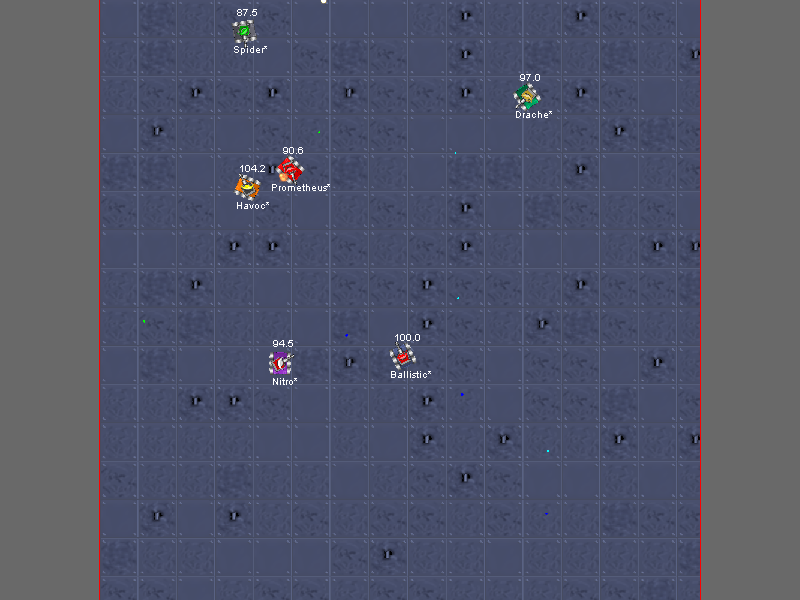 87.5
Spider*
97.0
Drache*
90.6
Prometheus*
104.2
Havoc*
100.0
Ballistic*
94.5
Nitro*